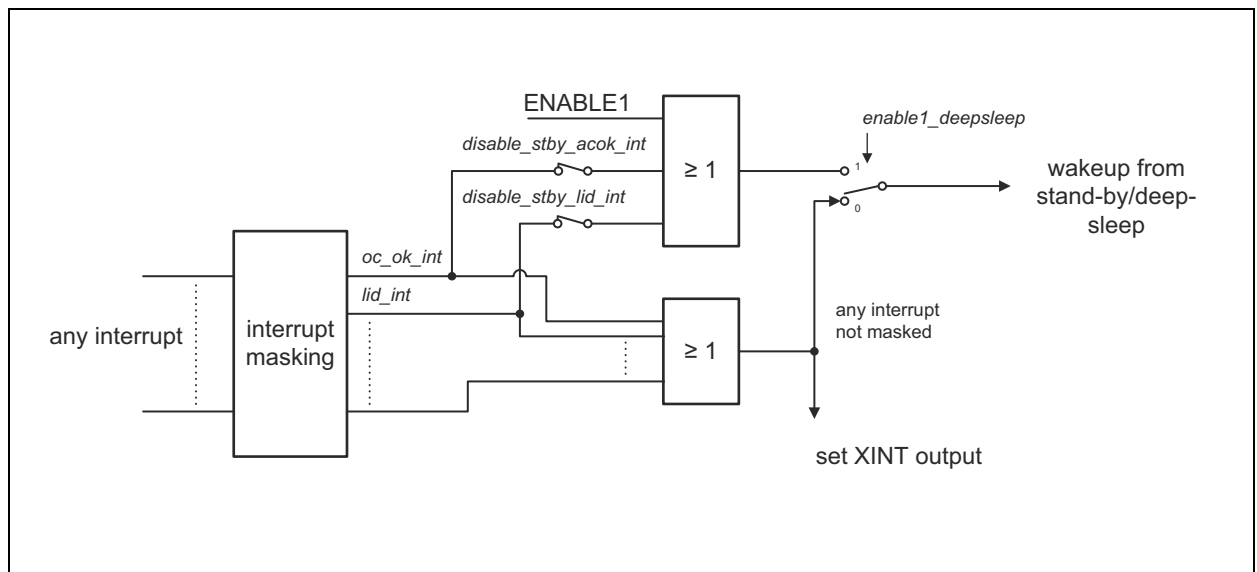 ENABLE1
enable1_deepsleep
disable_stby_acok_int
≥ 1
1
wakeup from
stand-by/deep-
sleep
disable_stby_lid_int
0
oc_ok_int
lid_int
any interrupt
not masked
any interrupt
interrupt
masking
≥ 1
set XINT output